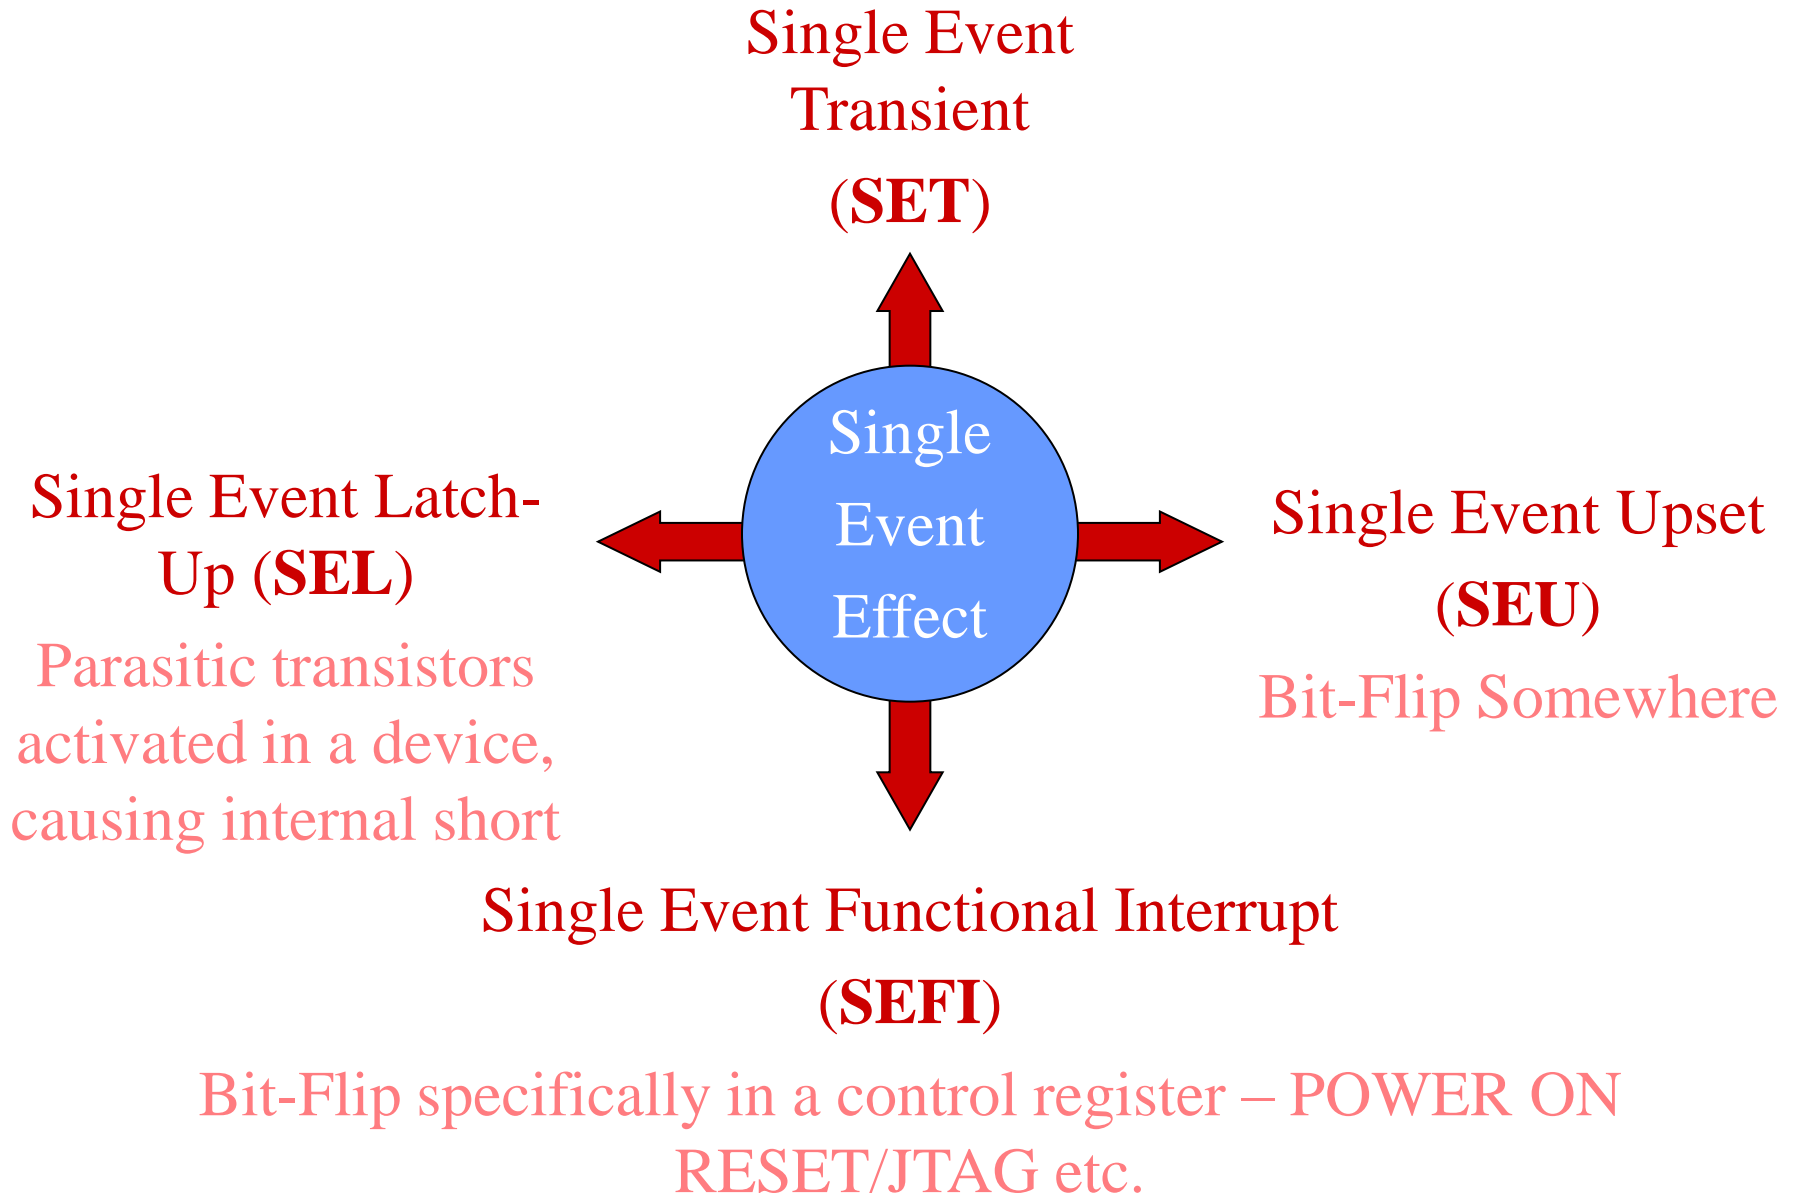 Single Event
Transient
(SET)
Single
Event
Effect
Single Event Latch-
Up (SEL)
Parasitic transistors
activated in a device,
causing internal short
Single Event Upset
(SEU)
Bit-Flip Somewhere
Single Event Functional Interrupt
(SEFI)
Bit-Flip specifically in a control register – POWER ON
RESET/JTAG etc.